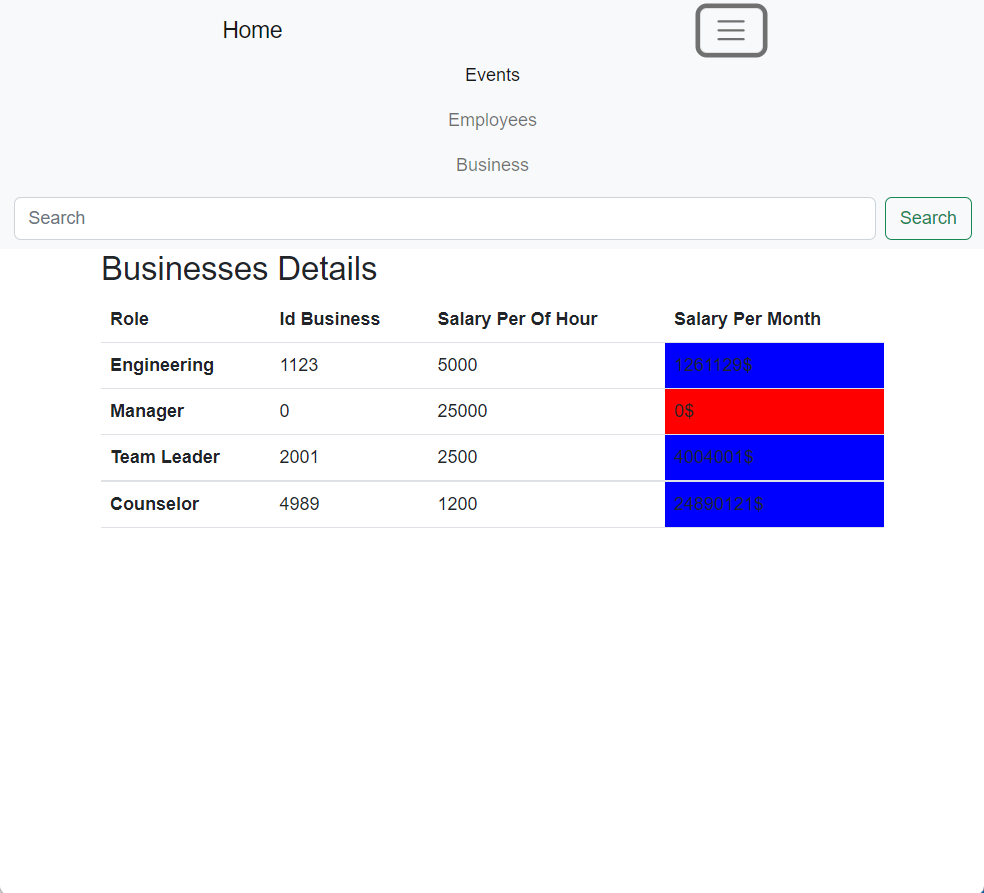 Home
Events
Employees
Business
Search Search
Businesses Details
Role Id Business Salary Per Of Hour Salary Per Month
Engineering 1123 5000 1261129$
Manager 0 25000 0$
Team Leader 2001 2500 4004001$
Counselor 4989 1200 24890121$